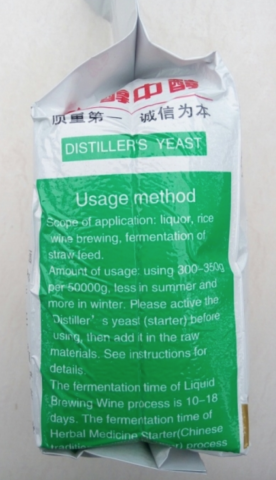 中
质量第一 诚信为本
DISTILLER'S YEAST
Usage method
Scope of application: liquor, rice
wine brewing, fermentation of
straw feed.
Amount of usage: using 300-350g
per 50000g, less in summer and
more in winter. Please active the
Distiller's yeast (starter) before
using, then add it in the raw
materials. See instructions for
details.
The fermentation time of Liquid
Brewing Wine process is 10-18
days. The fermentation time of
Herbal Medicine Starter(Chinese
process